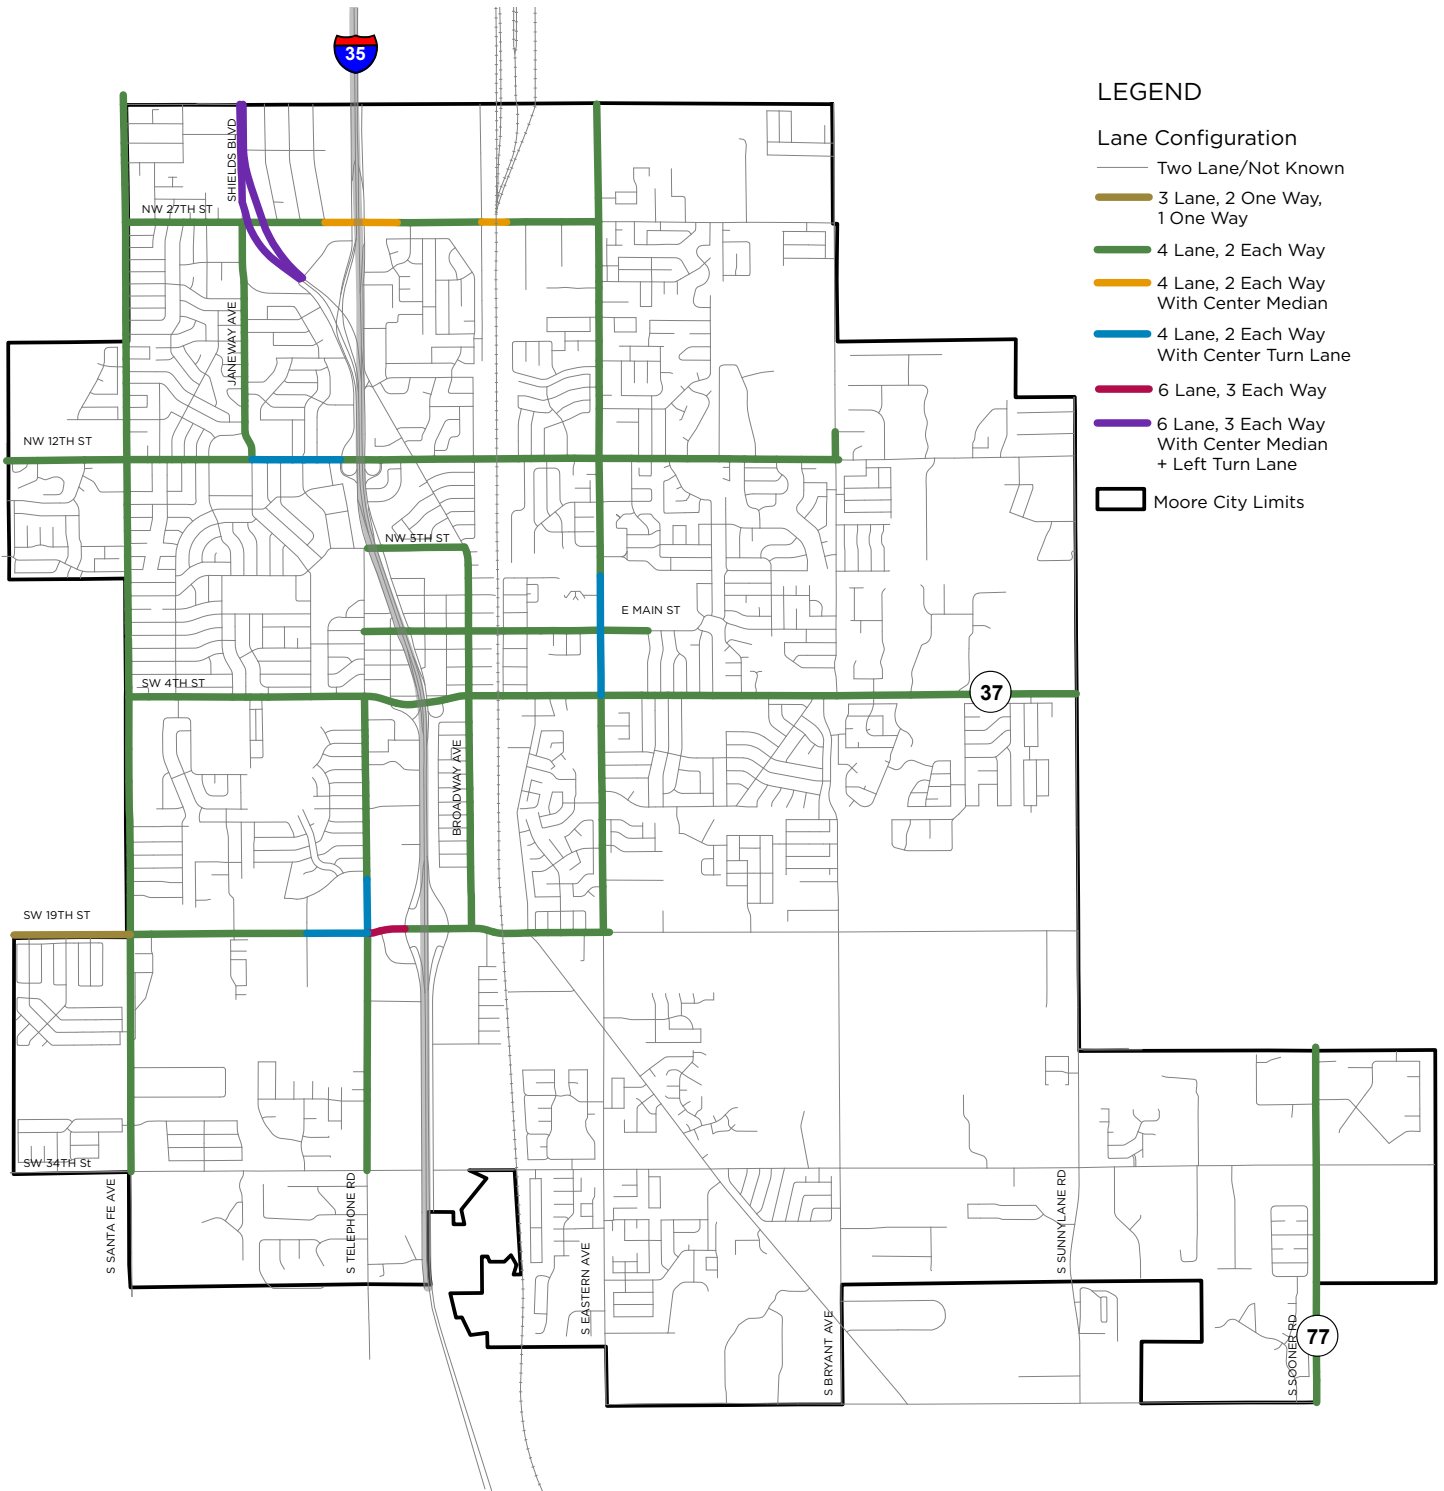 35
LEGEND
Lane Configuration
Two Lane/Not Known
3 Lane, 2 One Way,
1 One Way
4 Lane, 2 Each Way
4 Lane, 2 Each Way
With Center Median
4 Lane, 2 Each Way
With Center Turn Lane
6 Lane, 3 Each Way
6 Lane, 3 Each Way
With Center Median
+ Left Turn Lane
Moore City Limits
SHIELDS BLVD
NW 27TH ST
JANEWAY AVE
NW 12TH ST
NW 5TH ST
E MAIN ST
SW 4TH ST
37
BROADWAY AVE
SW 19TH ST
SW 34TH St
S SANTA FE AVE
S TELEPHONE RD
S EASTERN AVE
S BRYANT AVE
S SUNNYLANE RD
S SOONER RD
77